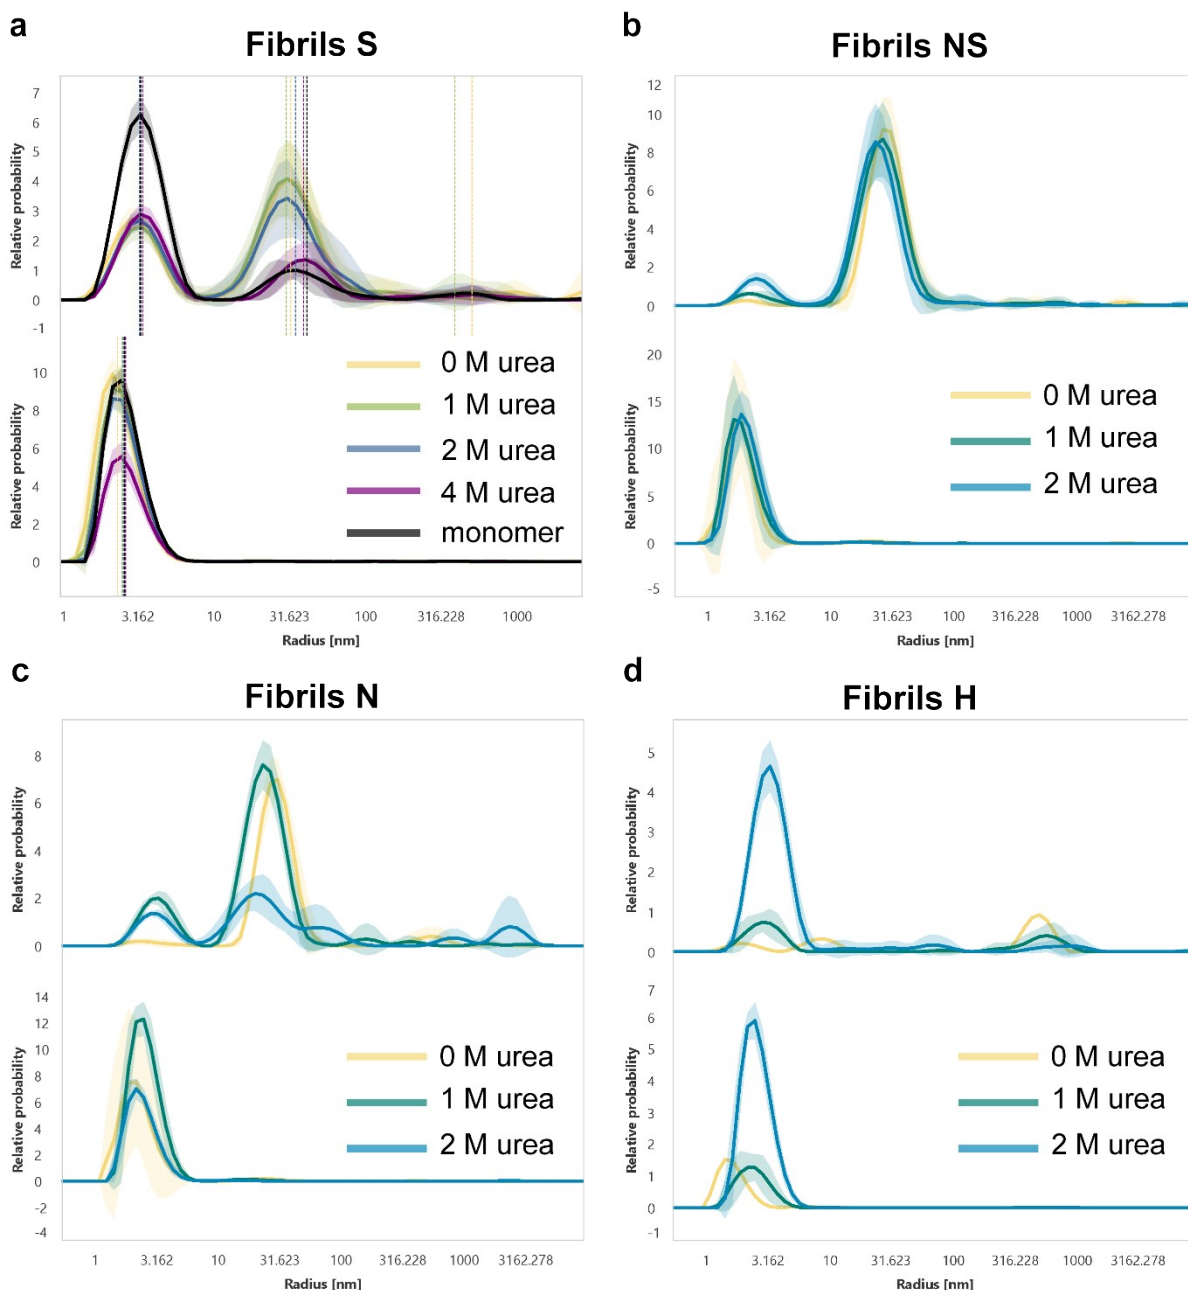 a
Fibrils S
Relative probability
7
6
5
4
3
2
1
0
-1
Relative probability
10
8
6
4
2
0
0 M urea
1 M urea
2 M urea
4 M urea
monomer
1 3.162 10 31.623 100 316.228 1000
Radius [nm]
b
Fibrils NS
Relative probability
12
10
8
6
4
2
0
Relative probability
20
15
10
5
0
-5
0 M urea
1 M urea
2 M urea
1 3.162 10 31.623 100 316.228 1000 3162.278
Radius [nm]
c
Fibrils N
Relative probability
8
6
4
2
0
Relative probability
14
12
10
8
6
4
2
0
-2
-4
0 M urea
1 M urea
2 M urea
1 3.162 10 31.623 100 316.228 1000 3162.278
Radius [nm]
d
Fibrils H
Relative probability
5
4
3
2
1
0
Relative probability
7
6
5
4
3
2
1
0
-1
0 M urea
1 M urea
2 M urea
1 3.162 10 31.623 100 316.228 1000 3162.278
Radius [nm]